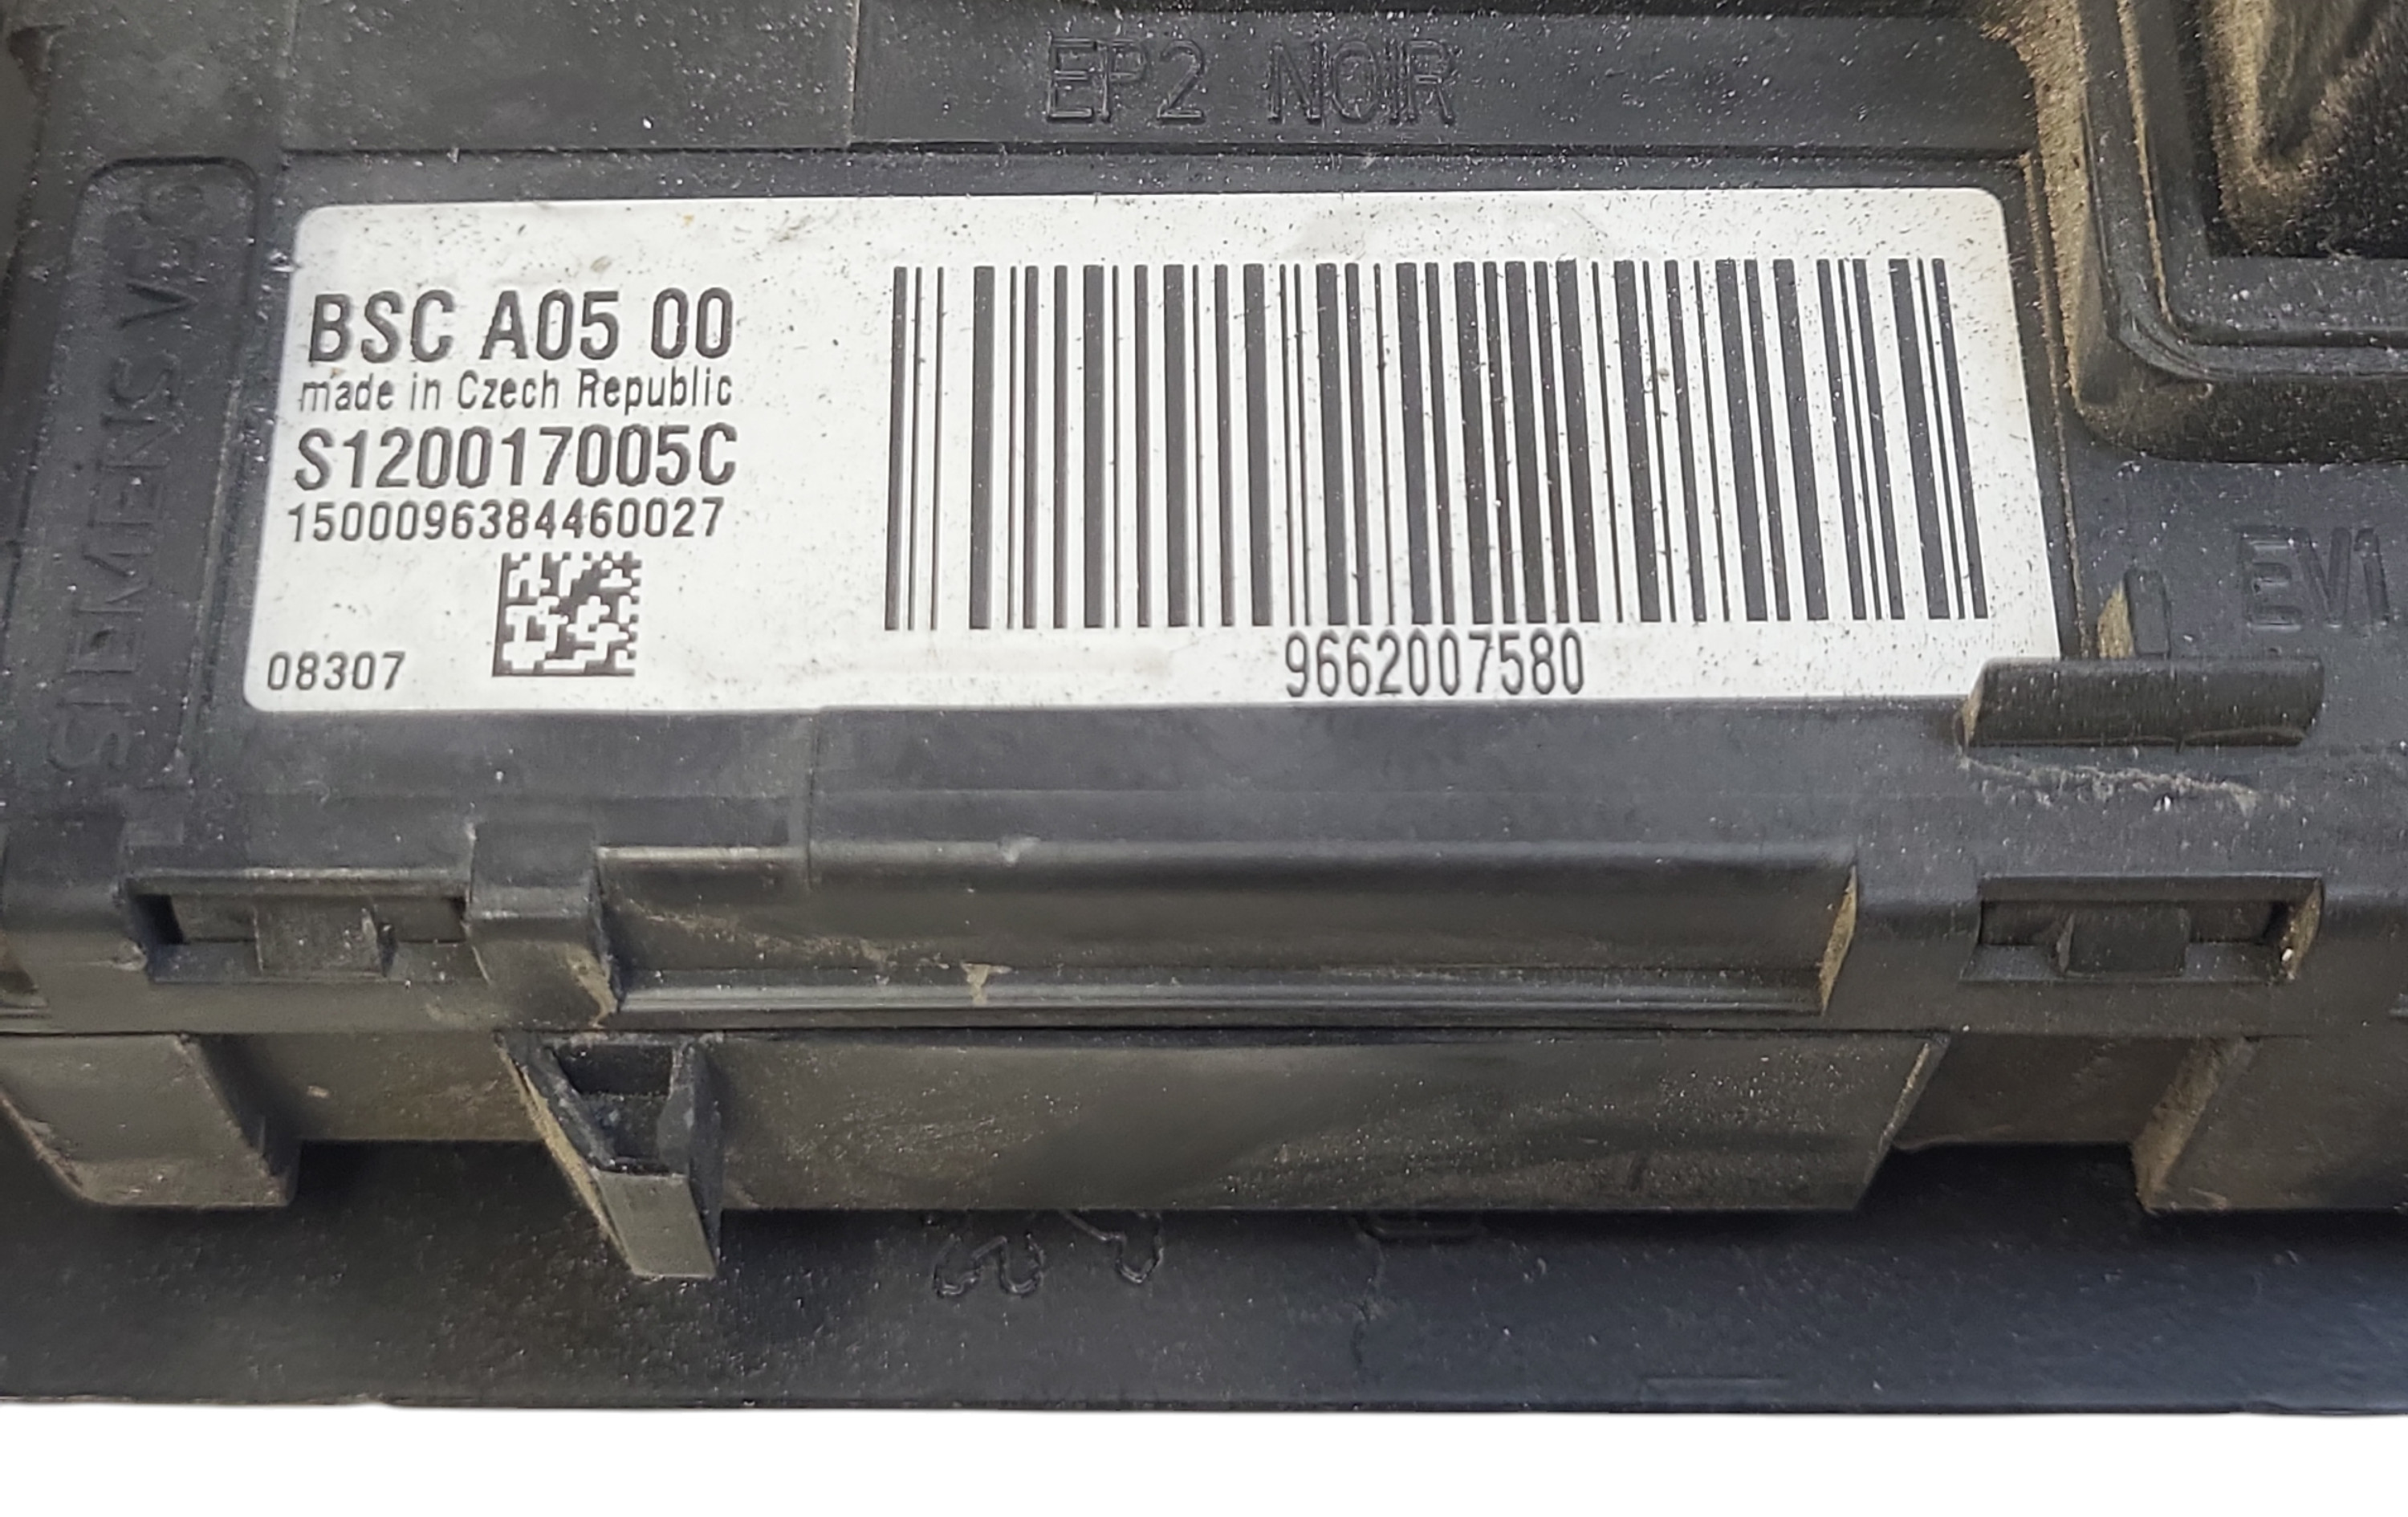 EP2 NOIR
SIEMENS VDO
BSC A05 00
made in Czech Republic
S120017005C
1500096384460027
08307
9662007580
EV1